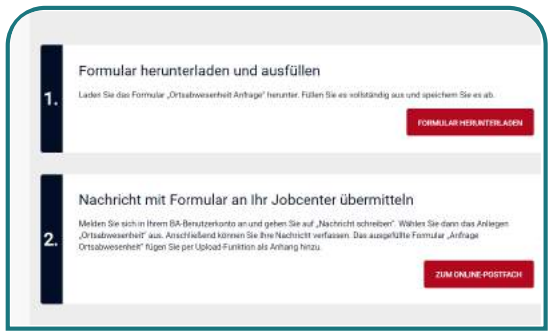 1.
Formular herunterladen und ausfüllen
Laden Sie das Formular „Ortsabwesenheit Anfrage" herunter. Füllen Sie es vollständig aus und speichern Sie es ab.
FORMULAR HERUNTERLADEN
2.
Nachricht mit Formular an Ihr Jobcenter übermitteln
Melden Sie sich in Ihrem BA-Benutzerkonto an und gehen Sie auf „Nachricht schreiben". Wählen Sie dann das Anliegen
„Ortsabwesenheit" aus. Anschließend können Sie Ihre Nachricht verfassen. Das ausgefüllte Formular „Anfrage
Ortsabwesenheit" fügen Sie per Upload-Funktion als Anhang hinzu.
ZUM ONLINE-POSTFACH